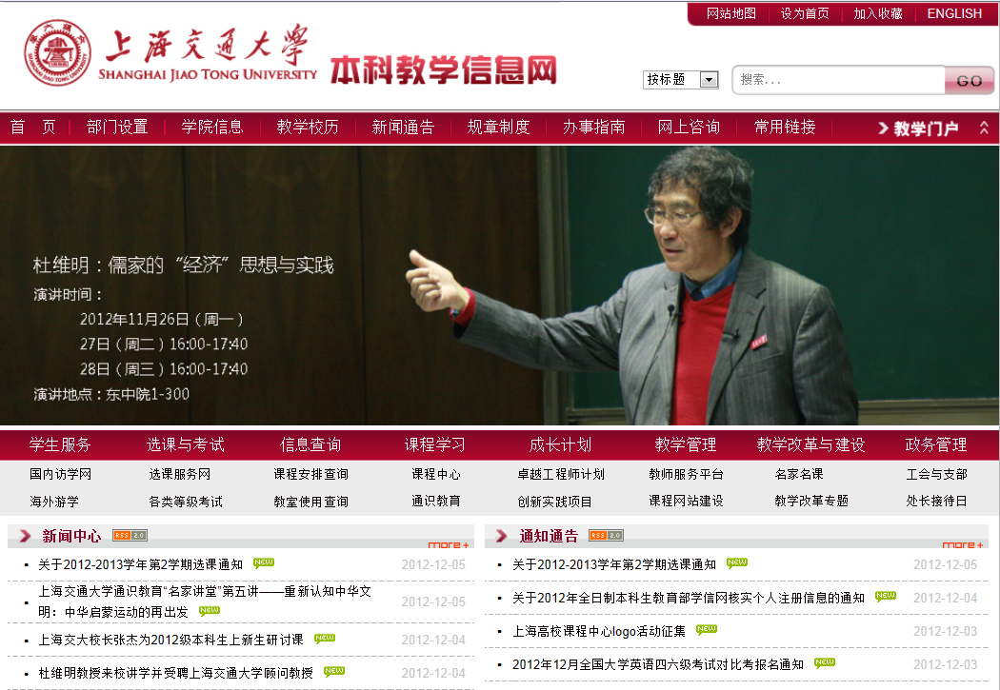 网站地图 设为首页 加入收藏 ENGLISH
上海交通大学
SHANGHAI JIAO TONG UNIVERSITY
本科教学信息网
按标题 搜索... GO
首 页 部门设置 学院信息 教学校历 新闻通告 规章制度 办事指南 网上咨询 常用链接 教学门户
杜维明：儒家的“经济”思想与实践
演讲时间：
2012年11月26日（周一）
27日（周二）16:00-17:40
28日（周三）16:00-17:40
演讲地点：东中院1-300
学生服务 选课与考试 信息查询 课程学习 成长计划 教学管理 教学改革与建设 政务管理
国内访学网 选课服务网 课程安排查询 课程中心 卓越工程师计划 教师服务平台 名家名课 工会与支部
海外游学 各类等级考试 教室使用查询 通识教育 创新实践项目 课程网站建设 教学改革专题 处长接待日
新闻中心 RSS 2.0 more+
关于2012-2013学年第2学期选课通知 NEW 2012-12-05
上海交通大学通识教育“名家讲堂”第五讲——重新认知中华文
明：中华启蒙运动的再出发 NEW 2012-12-05
上海交大校长张杰为2012级本科生上新生研讨课 NEW 2012-12-04
杜维明教授来校讲学并受聘上海交通大学顾问教授 NEW 2012-12-04
通知通告 RSS 2.0 more+
关于2012-2013学年第2学期选课通知 NEW 2012-12-05
关于2012年全日制本科生教育部学信网核实个人注册信息的通知 NEW 2012-12-04
上海高校课程中心logo活动征集 NEW 2012-12-03
2012年12月全国大学英语四六级考试对比考报名通知 NEW 2012-12-03